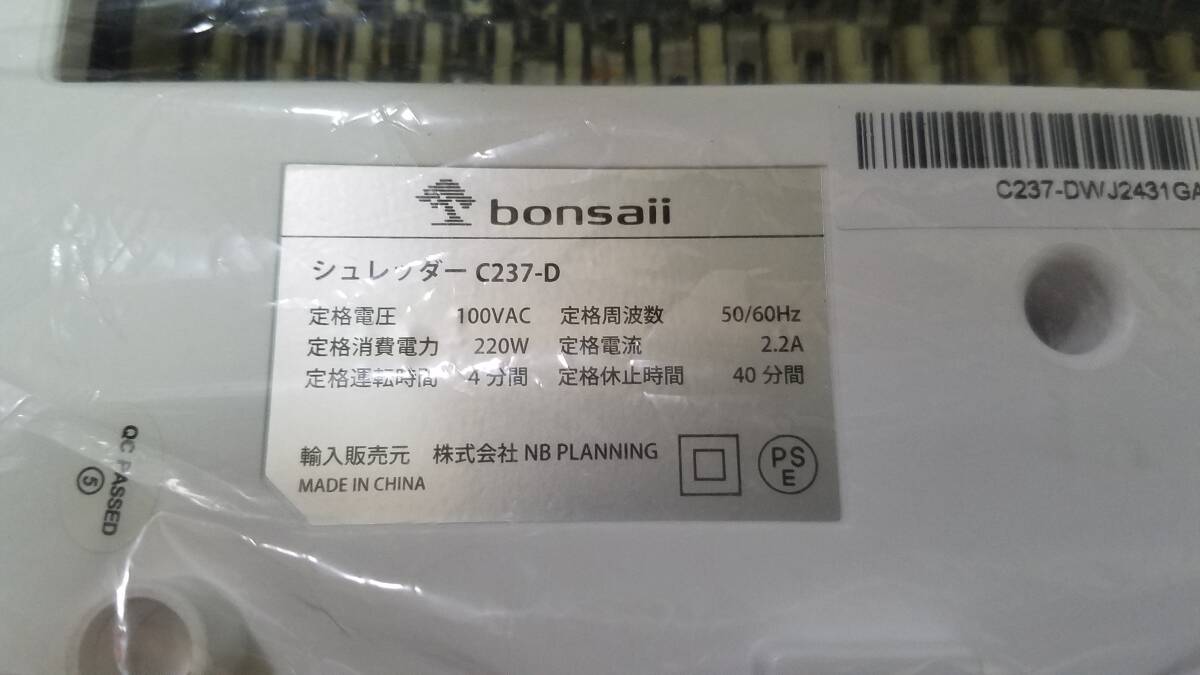 bonsaii
シュレッダー C237-D
定格電圧 100VAC 定格周波数 50/60Hz
定格消費電力 220W 定格電流 2.2A
定格運転時間 4 分間 定格休止時間 40 分間
輸入販売元 株式会社 NB PLANNING
MADE IN CHINA
PS
E
C237-DW/J2431GA
QC PASSED
5